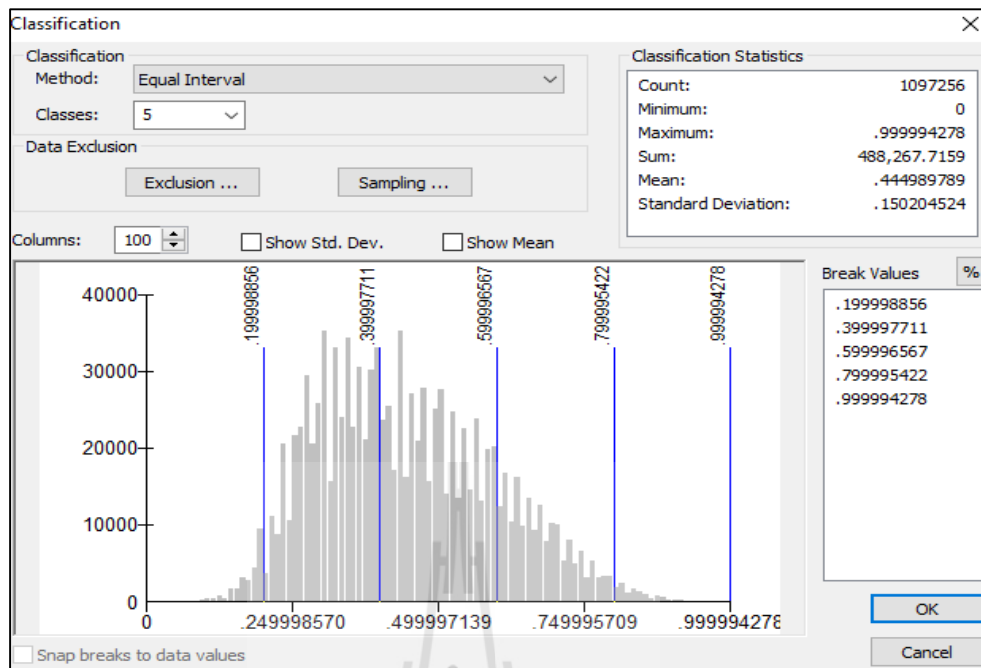 Classification
Classification
Method: Equal Interval
Classes: 5
Data Exclusion
Exclusion ...
Sampling ...
Classification Statistics
Count: 1097256
Minimum: 0
Maximum: .999994278
Sum: 488,267.7159
Mean: .444989789
Standard Deviation: .150204524
Columns: 100
Show Std. Dev.
Show Mean
Break Values
%
.199998856
.399997711
.599996567
.799995422
.999994278
40000
30000
20000
10000
0
.199998856
.399997711
.599996567
.799995422
.999994278
0
.249998570
.499997139
.749995709
.999994278
Snap breaks to data values
OK
Cancel